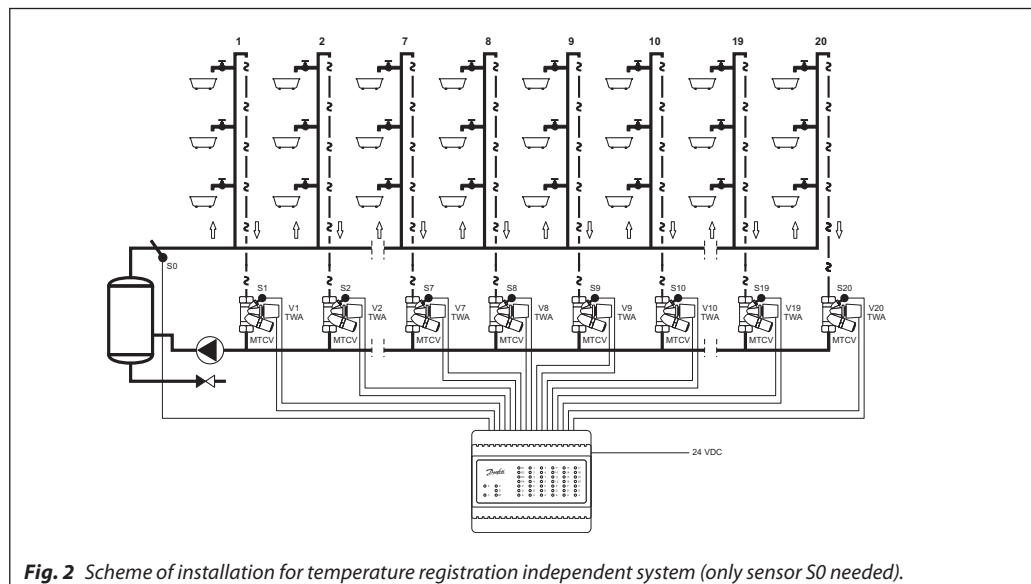 1 2 7 8 9 10 19 20
S0
S1 S2 S7 S8 S9 S10 S19 S20
V1 V2 V7 V8 V9 V10 V19 V20
TWA TWA TWA TWA TWA TWA TWA TWA
MTCV MTCV MTCV MTCV MTCV MTCV MTCV MTCV
24 VDC
Danfoss
Fig. 2 Scheme of installation for temperature registration independent system (only sensor S0 needed).